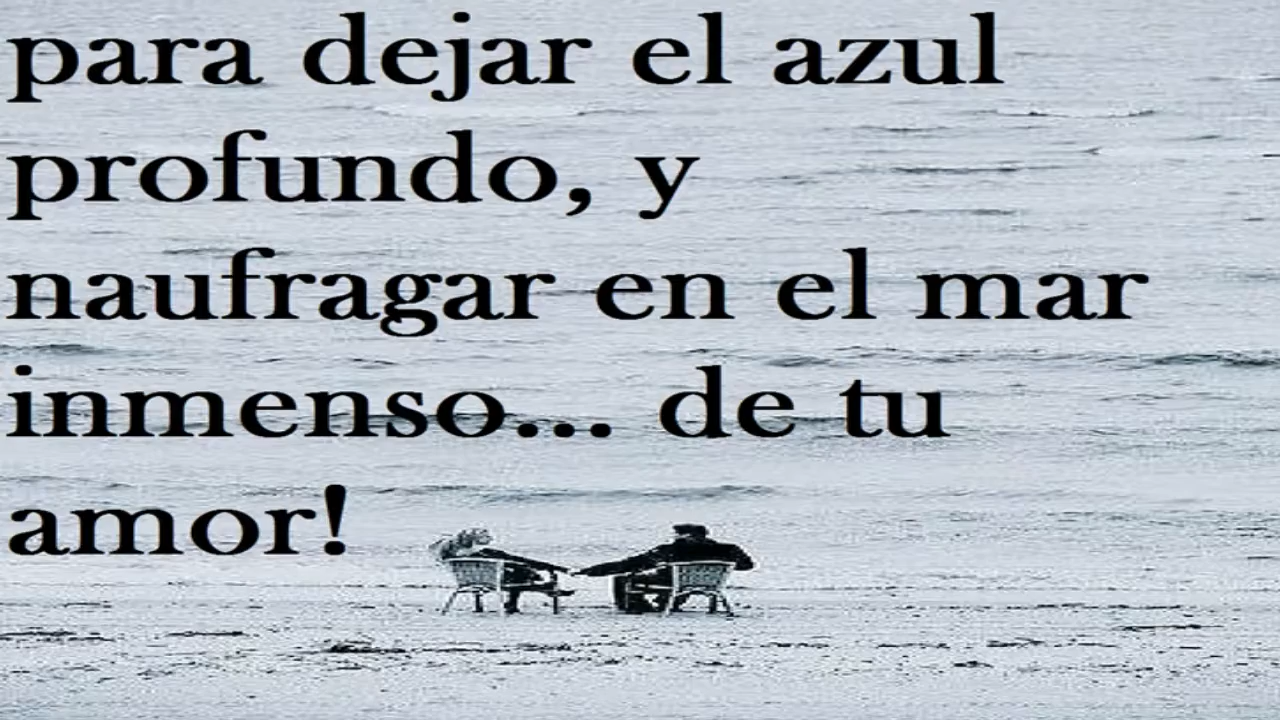 para dejar el azul
profundo, y
naufragar en el mar
inmenso... de tu
amor!